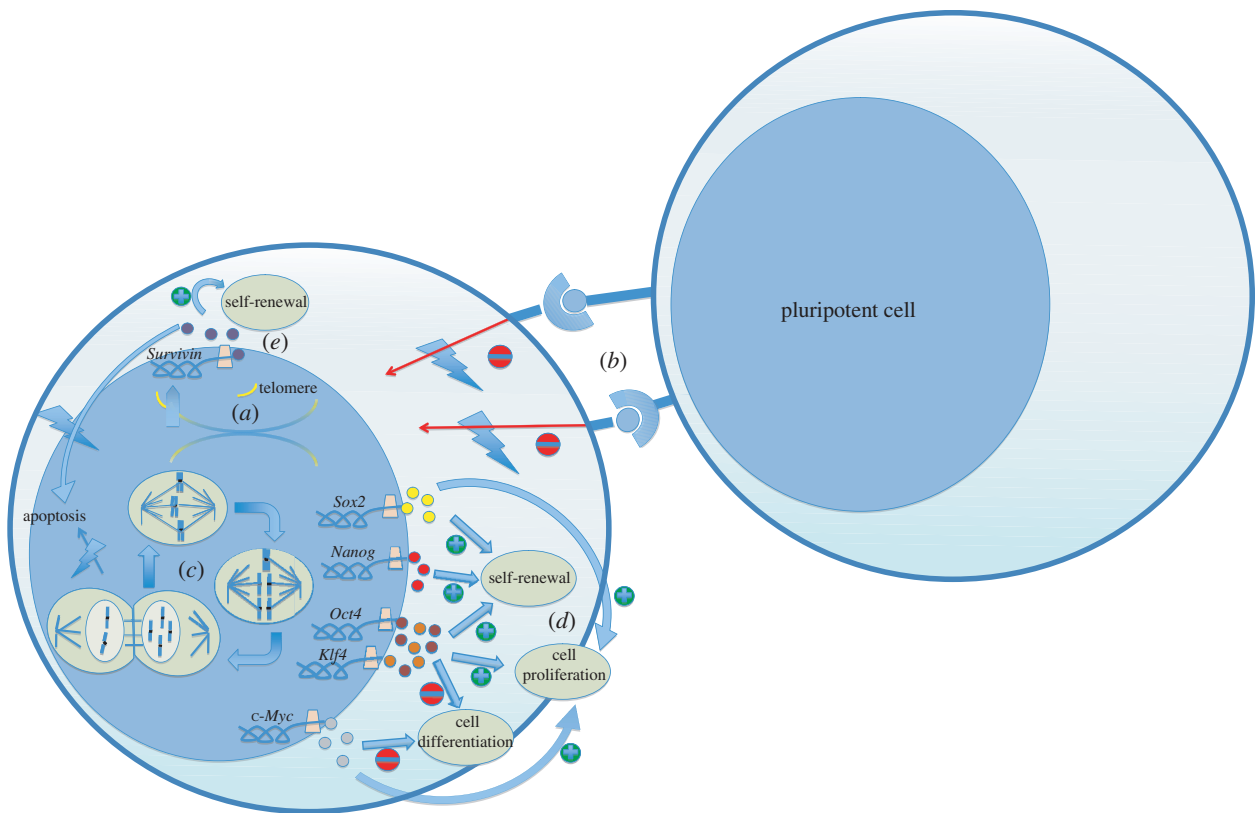 self-renewal
(e)
Survivin
telomere
(a)
pluripotent cell
(b)
apoptosis
Sox2
(c)
Nanog
self-renewal
Oct4
(d)
Klf4
cell
proliferation
c-Myc
cell
differentiation